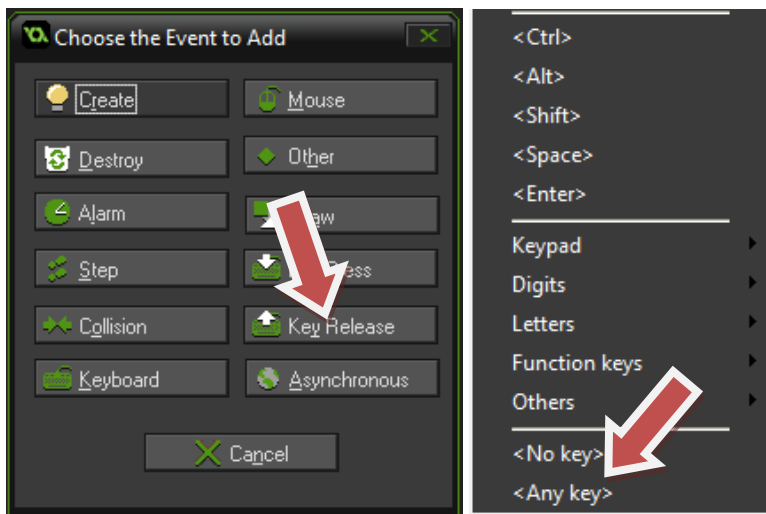 Choose the Event to Add
Create
Mouse
Destroy
Other
Alarm
Step
Collision
Key Release
Keyboard
Asynchronous
Cancel
<Ctrl>
<Alt>
<Shift>
<Space>
<Enter>
Keypad
Digits
Letters
Function keys
Others
<No key>
<Any key>